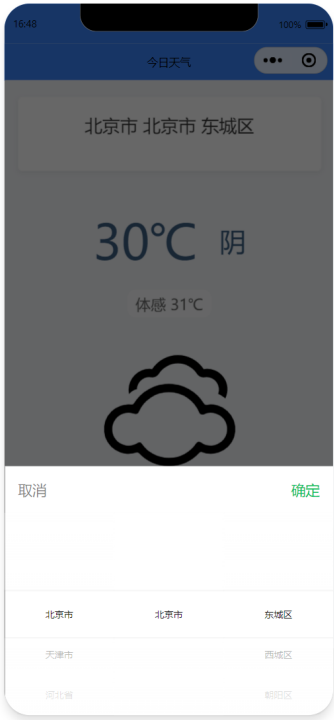 16:48 100%
今日天气
北京市 北京市 东城区
30℃ 阴
体感 31℃
取消 确定
北京市 北京市 东城区
天津市 西城区
河北省 朝阳区